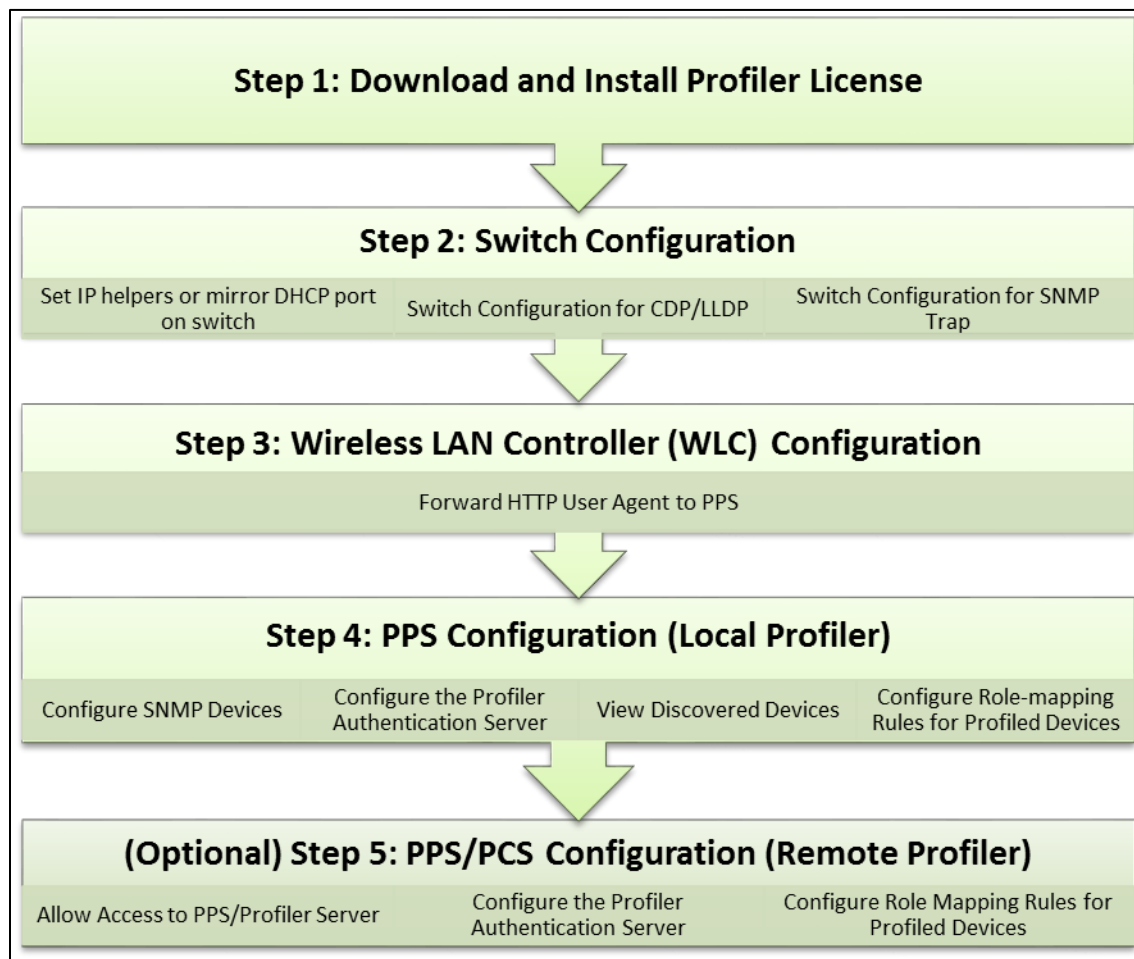 Step 1: Download and Install Profiler License
Step 2: Switch Configuration
Set IP helpers or mirror DHCP port
on switch
Switch Configuration for CDP/LLDP
Switch Configuration for SNMP
Trap
Step 3: Wireless LAN Controller (WLC) Configuration
Forward HTTP User Agent to PPS
Step 4: PPS Configuration (Local Profiler)
Configure SNMP Devices
Configure the Profiler
Authentication Server
View Discovered Devices
Configure Role-mapping
Rules for Profiled Devices
(Optional) Step 5: PPS/PCS Configuration (Remote Profiler)
Allow Access to PPS/Profiler Server
Configure the Profiler
Authentication Server
Configure Role Mapping Rules for
Profiled Devices